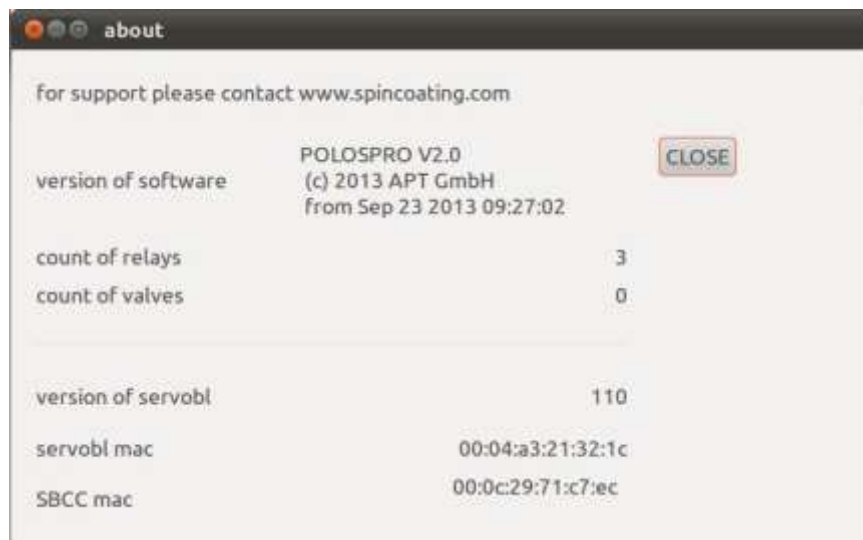 about
for support please contact www.spincoating.com
version of software
POLOSPRO V2.0
(c) 2013 APT GmbH
from Sep 23 2013 09:27:02
CLOSE
count of relays 3
count of valves 0
version of servobl 110
servobl mac 00:04:a3:21:32:1c
SBCC mac 00:0c:29:71:c7:ec